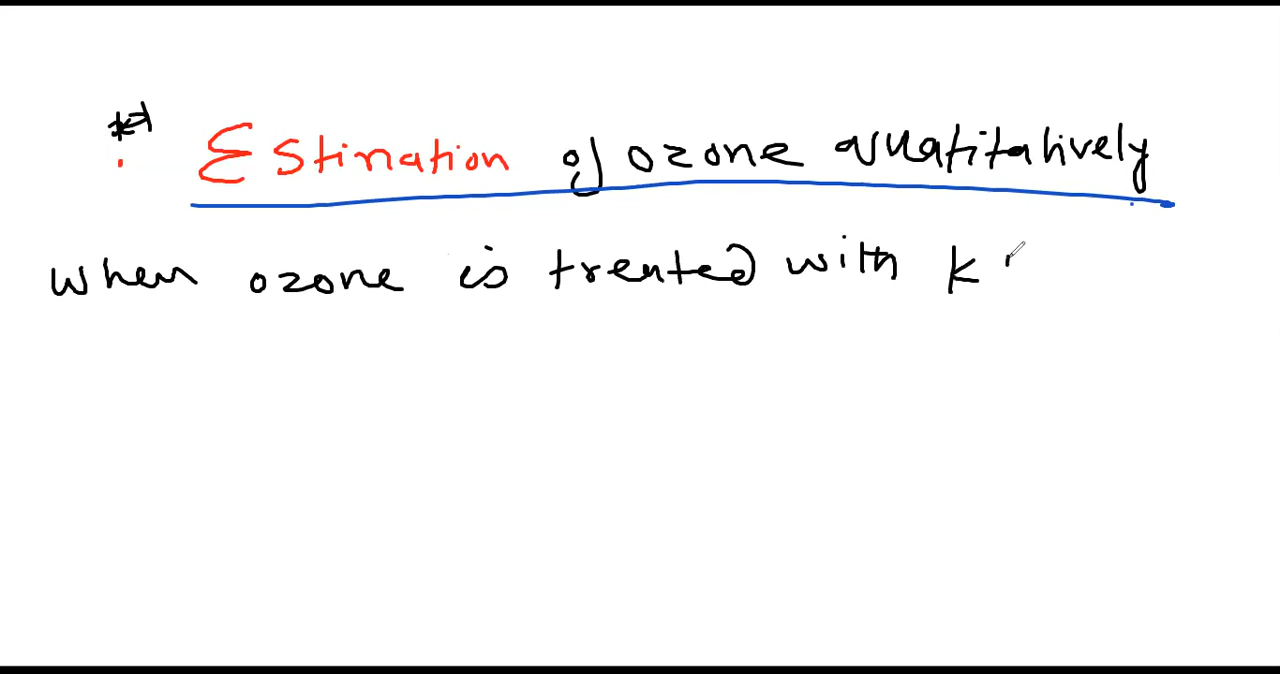 Estination of ozone quatitatively
when ozone is treated with K